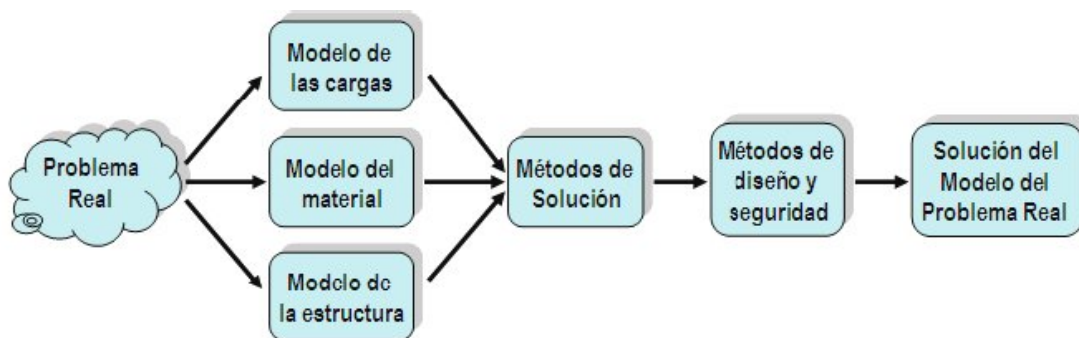 Problema
Real
Modelo de
las cargas
Modelo del
material
Modelo de
la estructura
Métodos de
Solución
Métodos de
diseño y
seguridad
Solución del
Modelo del
Problema Real